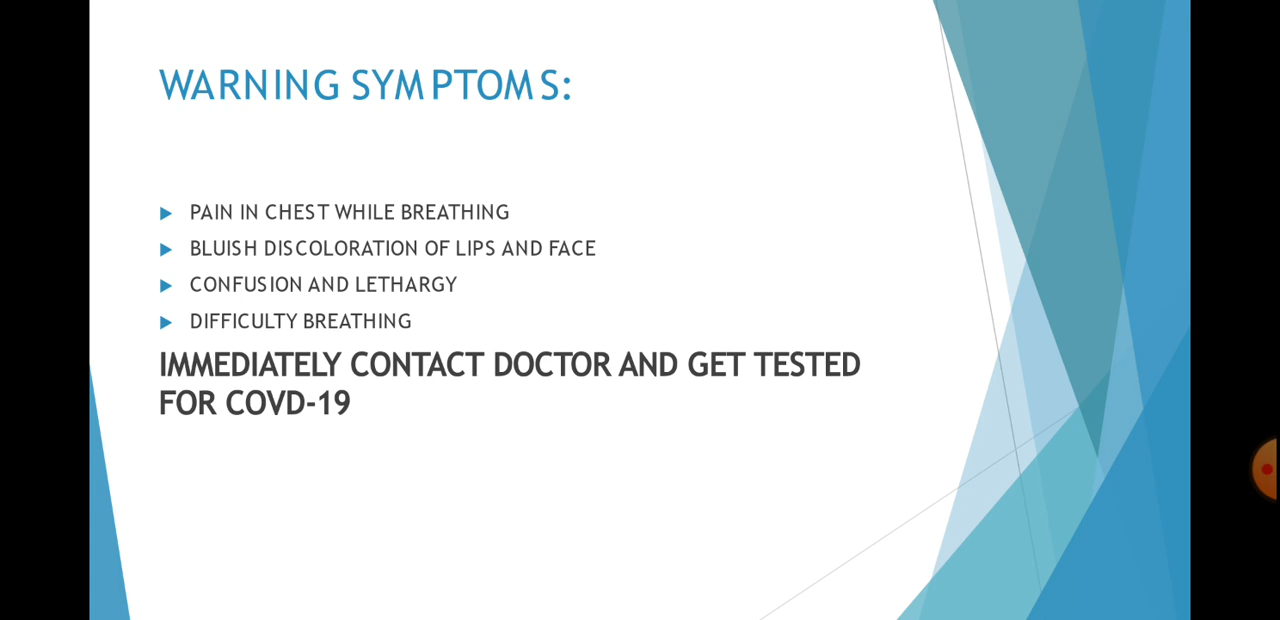 WARNING SYMPTOMS:
PAIN IN CHEST WHILE BREATHING
BLUISH DISCOLORATION OF LIPS AND FACE
CONFUSION AND LETHARGY
DIFFICULTY BREATHING
IMMEDIATELY CONTACT DOCTOR AND GET TESTED
FOR COVD-19